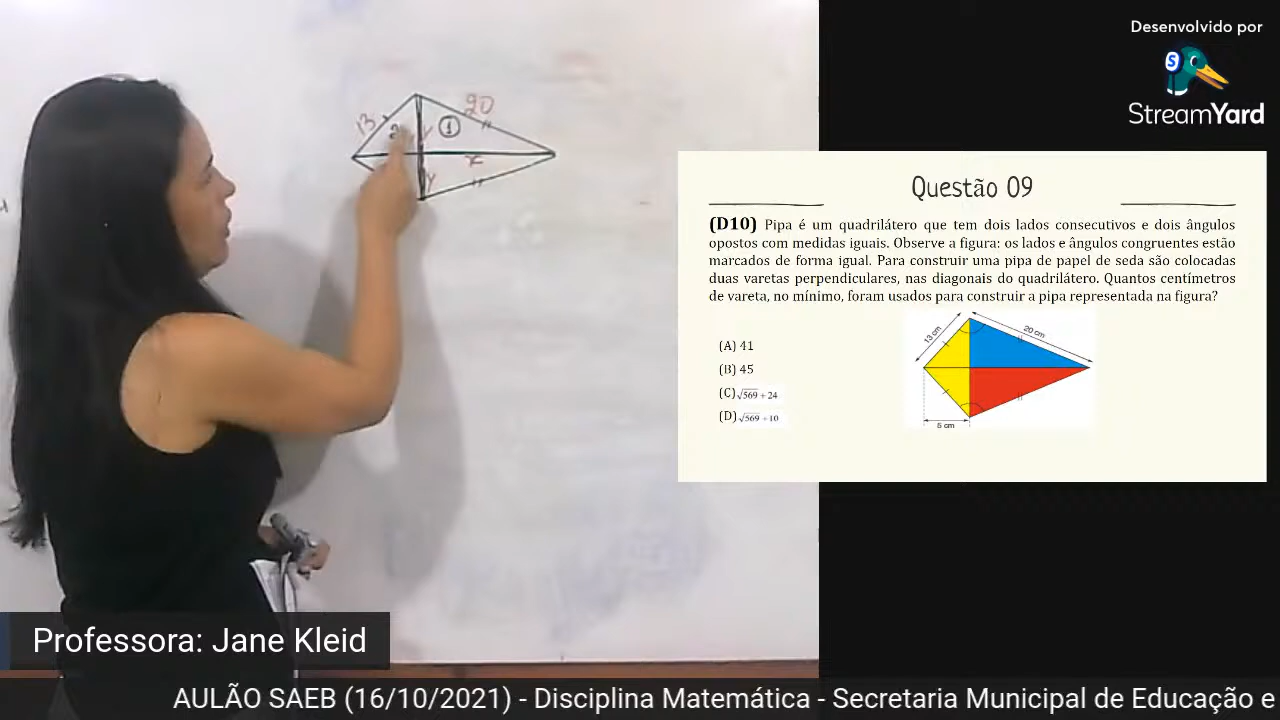 Desenvolvido por
S
StreamYard
13
2
y
1
20
x
y
Questão 09
(D10) Pipa é um quadrilátero que tem dois lados consecutivos e dois ângulos
opostos com medidas iguais. Observe a figura: os lados e ângulos congruentes estão
marcados de forma igual. Para construir uma pipa de papel de seda são colocadas
duas varetas perpendiculares, nas diagonais do quadrilátero. Quantos centímetros
de vareta, no mínimo, foram usados para construir a pipa representada na figura?
(A) 41
(B) 45
(C) √569 + 24
(D) √569 + 10
13 cm
20 cm
5 cm
Professora: Jane Kleid
AULÃO SAEB (16/10/2021) - Disciplina Matemática - Secretaria Municipal de Educação e